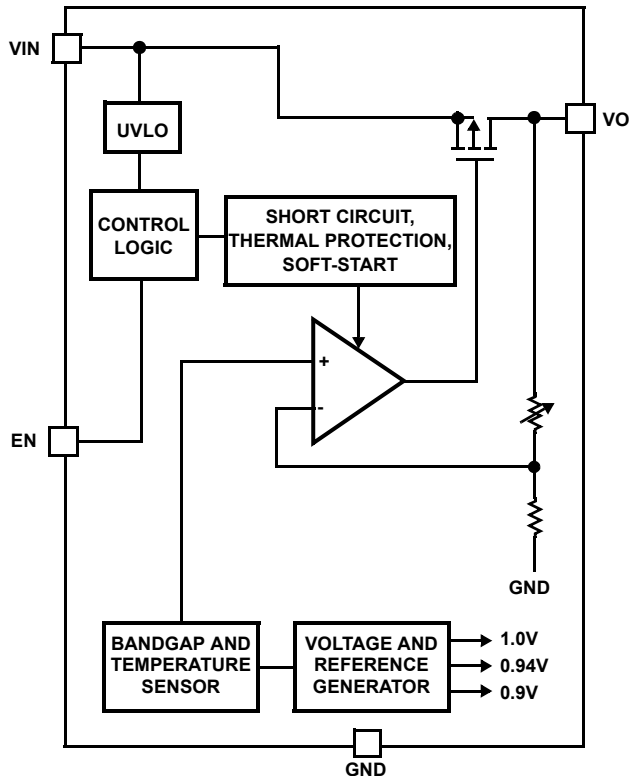 VIN
VO
UVLO
CONTROL
LOGIC
SHORT CIRCUIT,
THERMAL PROTECTION,
SOFT-START
+
-
EN
GND
BANDGAP AND
TEMPERATURE
SENSOR
VOLTAGE AND
REFERENCE
GENERATOR
1.0V
0.94V
0.9V
GND